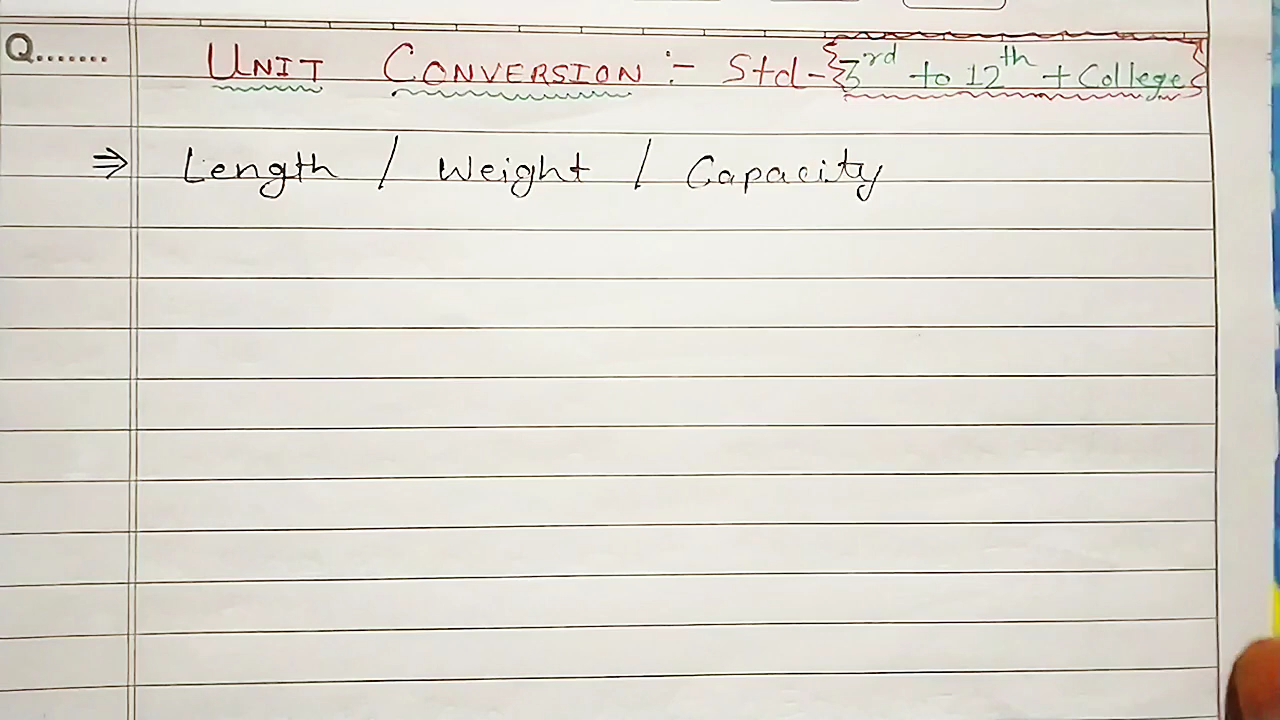 Q.......
UNIT CONVERSION :- Std-{3rd to 12th + College}
⇒ Length / Weight / Capacity